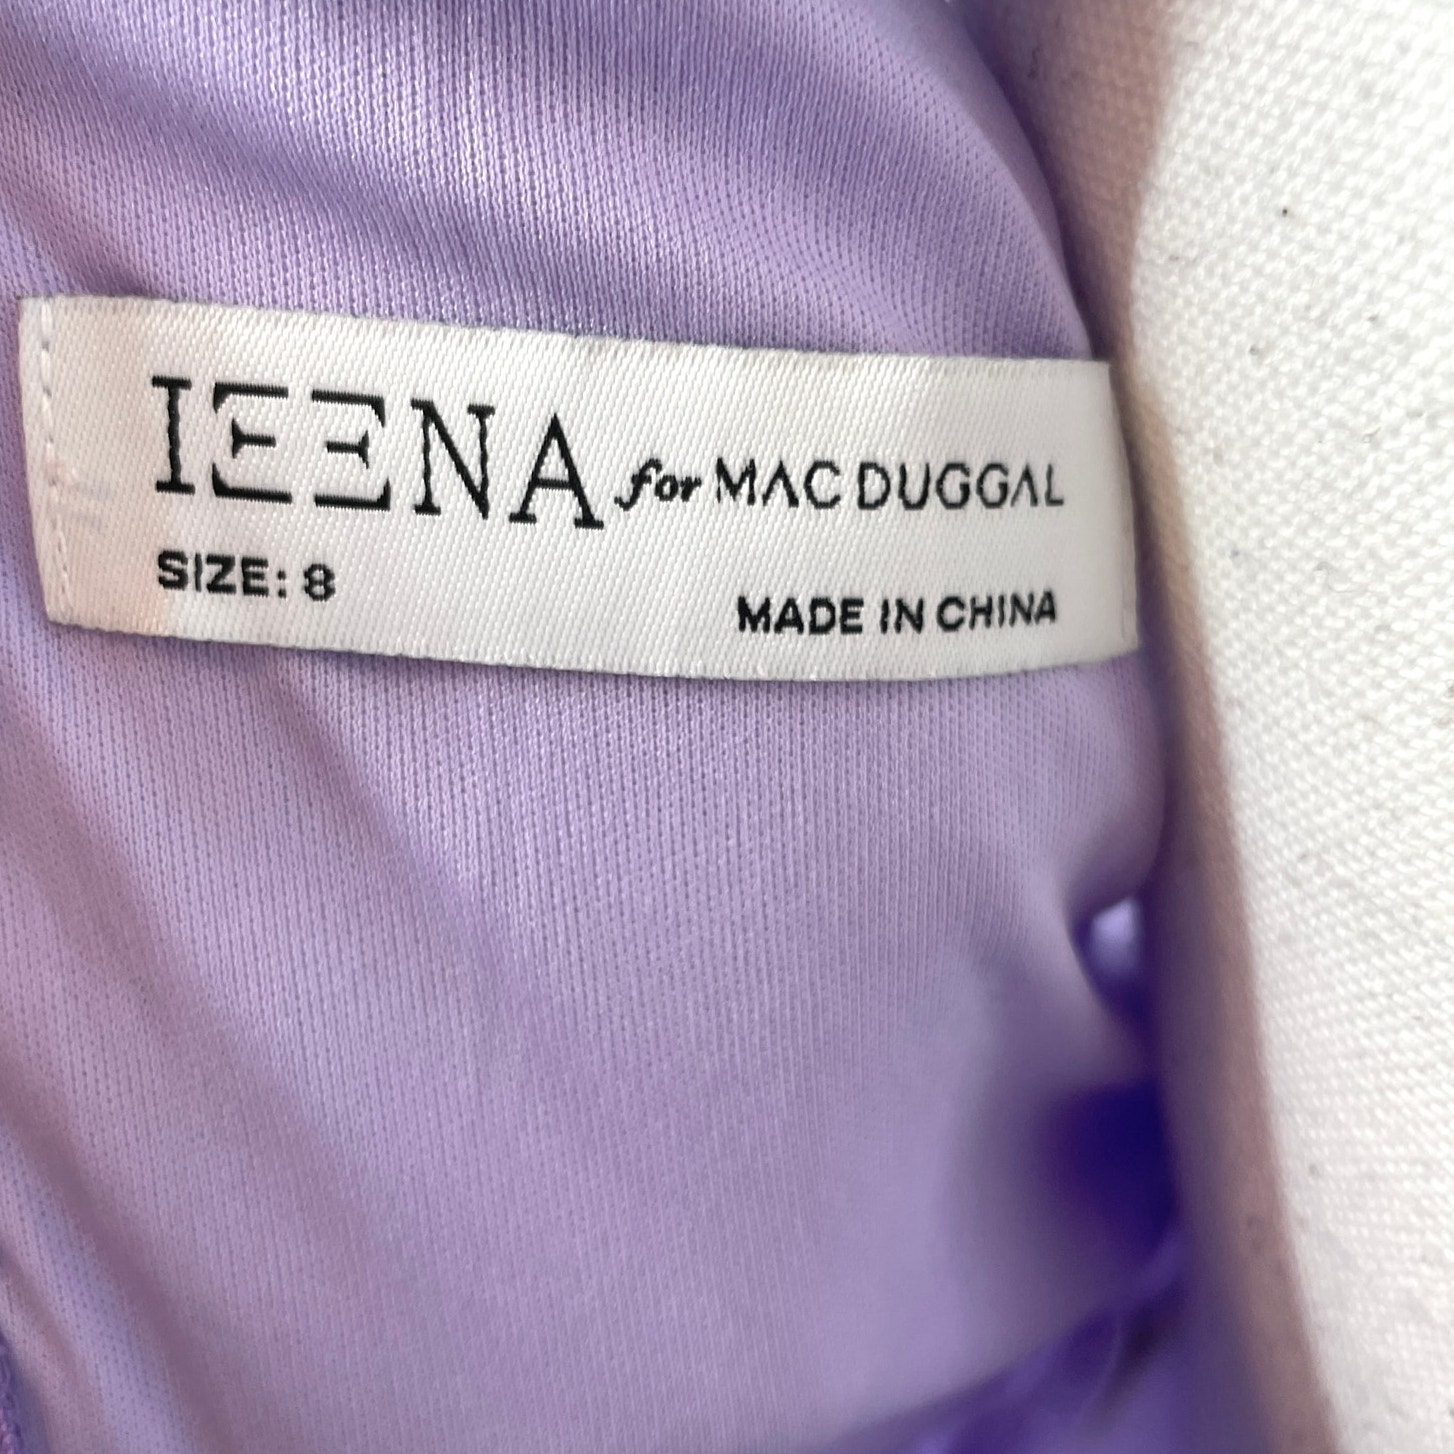 IEENA for MAC DUGGAL
SIZE: 8
MADE IN CHINA